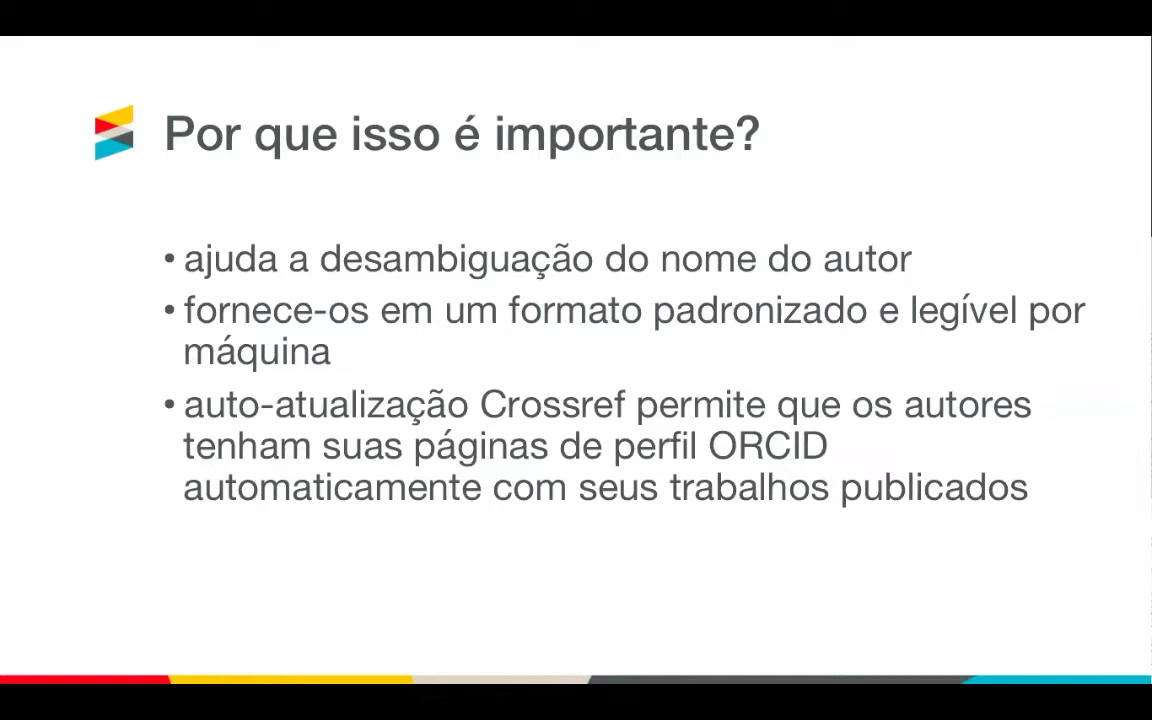 Por que isso é importante?
• ajuda a desambiguação do nome do autor
• fornece-os em um formato padronizado e legível por
máquina
• auto-atualização Crossref permite que os autores
tenham suas páginas de perfil ORCID
automaticamente com seus trabalhos publicados